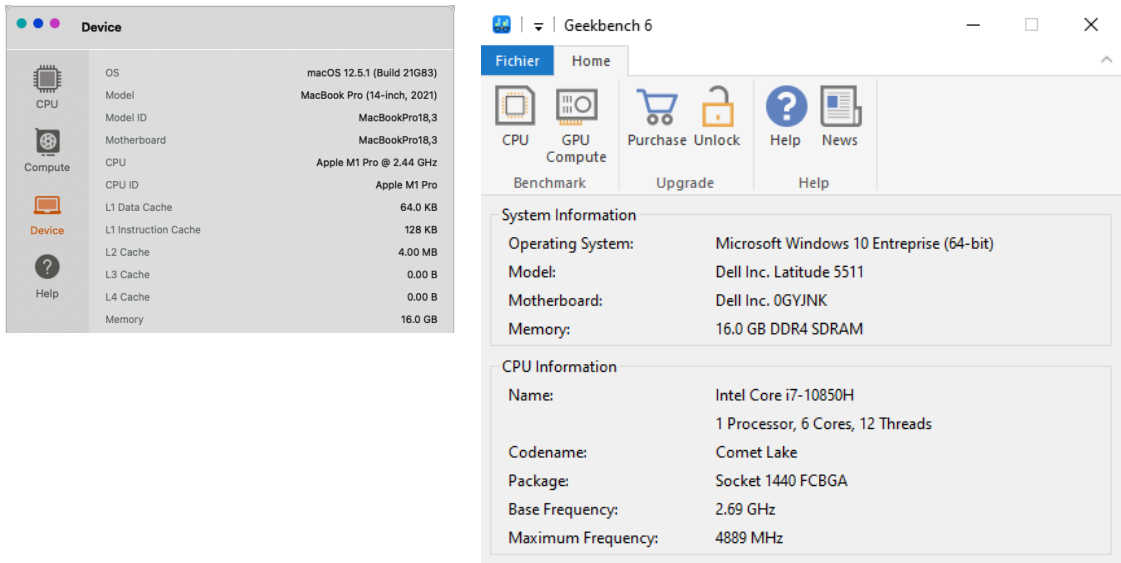 Device
CPU
Compute
Device
Help
OS macOS 12.5.1 (Build 21G83)
Model MacBook Pro (14-inch, 2021)
Model ID MacBookPro18,3
Motherboard MacBookPro18,3
CPU Apple M1 Pro @ 2.44 GHz
CPU ID Apple M1 Pro
L1 Data Cache 64.0 KB
L1 Instruction Cache 128 KB
L2 Cache 4.00 MB
L3 Cache 0.00 B
L4 Cache 0.00 B
Memory 16.0 GB
Geekbench 6
Fichier Home
CPU GPU Compute Purchase Unlock Help News
Benchmark Upgrade Help
System Information
Operating System: Microsoft Windows 10 Entreprise (64-bit)
Model: Dell Inc. Latitude 5511
Motherboard: Dell Inc. 0GYJNK
Memory: 16.0 GB DDR4 SDRAM
CPU Information
Name: Intel Core i7-10850H
1 Processor, 6 Cores, 12 Threads
Codename: Comet Lake
Package: Socket 1440 FCBGA
Base Frequency: 2.69 GHz
Maximum Frequency: 4889 MHz